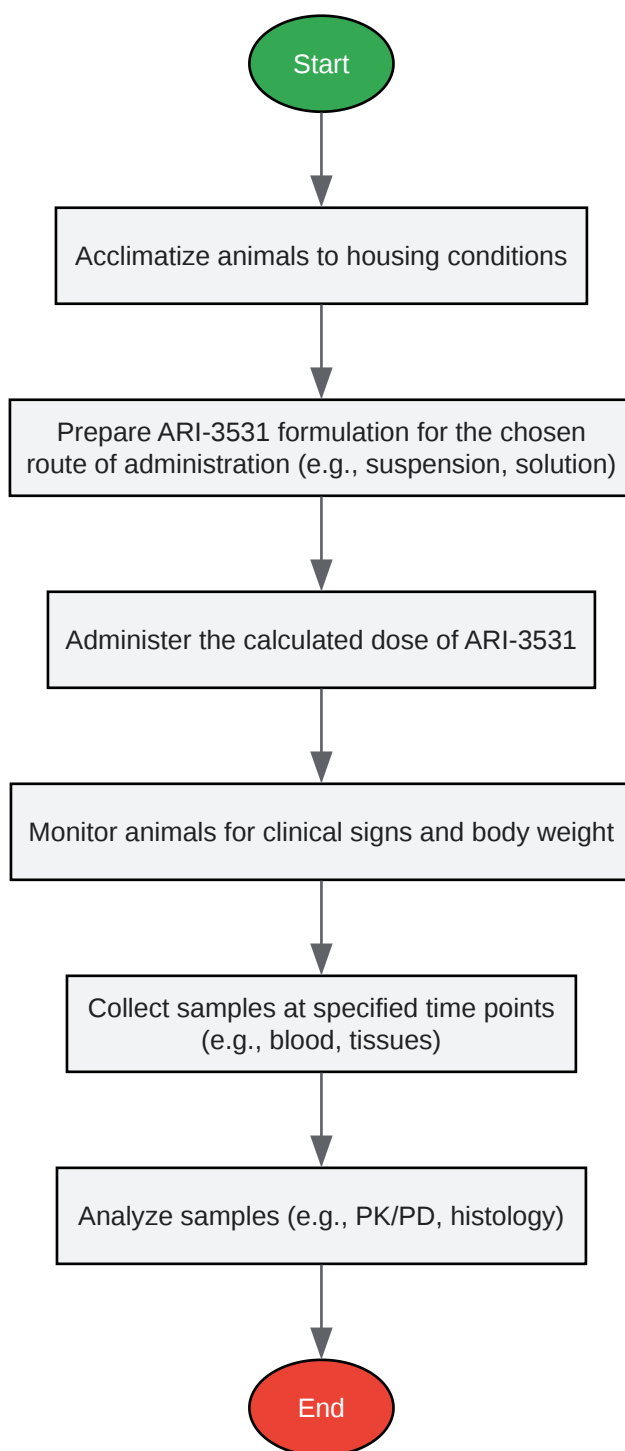 Start
Acclimatize animals to housing conditions
Prepare ARI-3531 formulation for the chosen
route of administration (e.g., suspension, solution)
Administer the calculated dose of ARI-3531
Monitor animals for clinical signs and body weight
Collect samples at specified time points
(e.g., blood, tissues)
Analyze samples (e.g., PK/PD, histology)
End